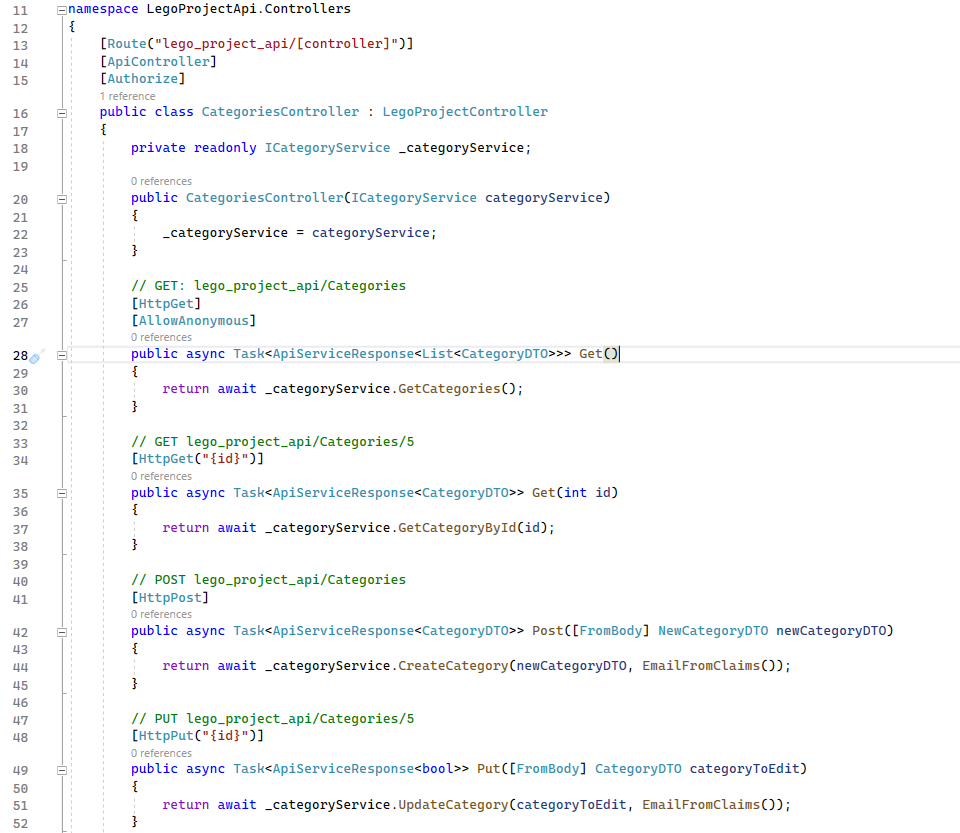 11 namespace LegoProjectApi.Controllers
12 {
13 [Route("lego_project_api/[controller]")]
14 [ApiController]
15 [Authorize]
1 reference
16 public class CategoriesController : LegoProjectController
17 {
18 private readonly ICategoryService _categoryService;
19
0 references
20 public CategoriesController(ICategoryService categoryService)
21 {
22 _categoryService = categoryService;
23 }
24
25 // GET: lego_project_api/Categories
26 [HttpGet]
27 [AllowAnonymous]
0 references
28 public async Task<ApiServiceResponse<List<CategoryDTO>>> Get()
29 {
30 return await _categoryService.GetCategories();
31 }
32
33 // GET lego_project_api/Categories/5
34 [HttpGet("{id}")]
0 references
35 public async Task<ApiServiceResponse<CategoryDTO>> Get(int id)
36 {
37 return await _categoryService.GetCategoryById(id);
38 }
39
40 // POST lego_project_api/Categories
41 [HttpPost]
0 references
42 public async Task<ApiServiceResponse<CategoryDTO>> Post([FromBody] NewCategoryDTO newCategoryDTO)
43 {
44 return await _categoryService.CreateCategory(newCategoryDTO, EmailFromClaims());
45 }
46
47 // PUT lego_project_api/Categories/5
48 [HttpPut("{id}")]
0 references
49 public async Task<ApiServiceResponse<bool>> Put([FromBody] CategoryDTO categoryToEdit)
50 {
51 return await _categoryService.UpdateCategory(categoryToEdit, EmailFromClaims());
52 }